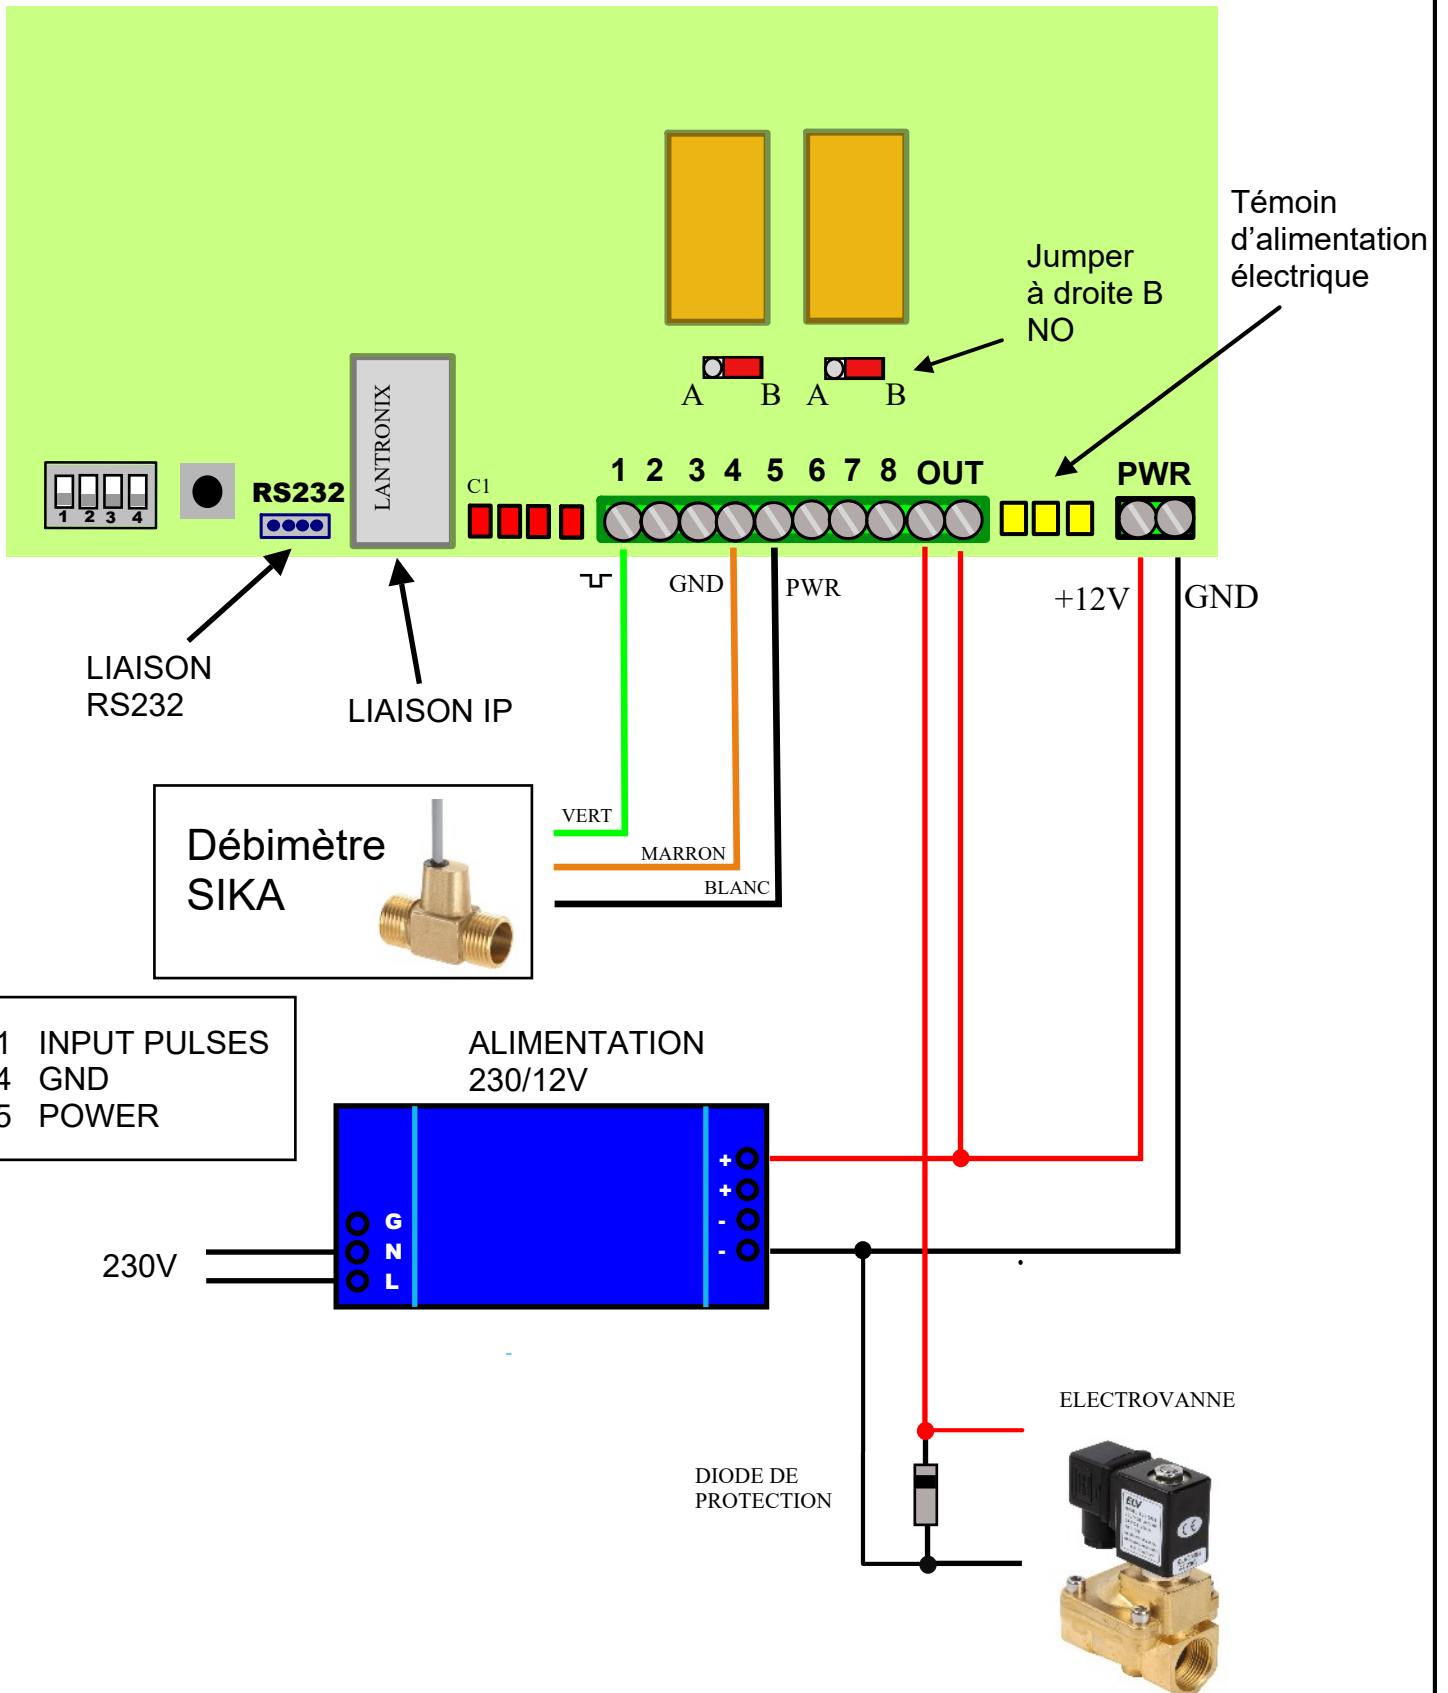 Témoin
d'alimentation
électrique
Jumper
à droite B
NO
A B A B
LANTRONIX
1 2 3 4
RS232
C1
1 2 3 4 5 6 7 8 OUT
PWR
GND
PWR
+12V
GND
LIAISON
RS232
LIAISON IP
VERT
MARRON
BLANC
Débimètre
SIKA
1 INPUT PULSES
4 GND
5 POWER
ALIMENTATION
230/12V
+
+
-
-
G
N
L
230V
ELECTROVANNE
DIODE DE
PROTECTION
ELV
CE